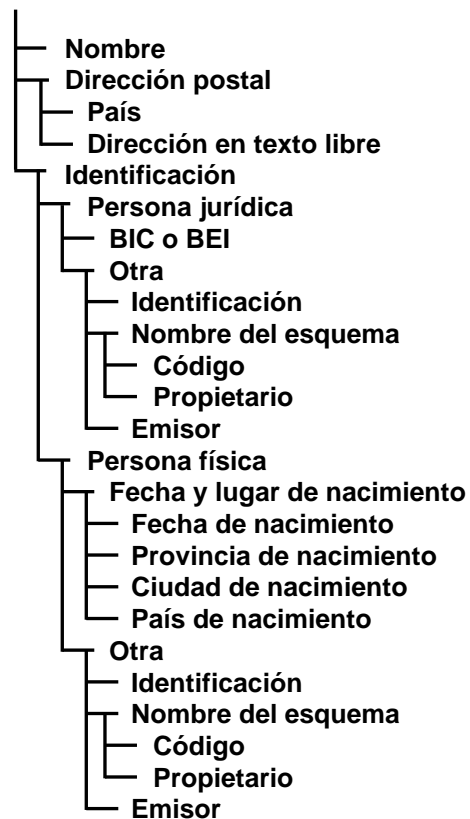 Nombre
Dirección postal
País
Dirección en texto libre
Identificación
Persona jurídica
BIC o BEI
Otra
Identificación
Nombre del esquema
Código
Propietario
Emisor
Persona física
Fecha y lugar de nacimiento
Fecha de nacimiento
Provincia de nacimiento
Ciudad de nacimiento
País de nacimiento
Otra
Identificación
Nombre del esquema
Código
Propietario
Emisor